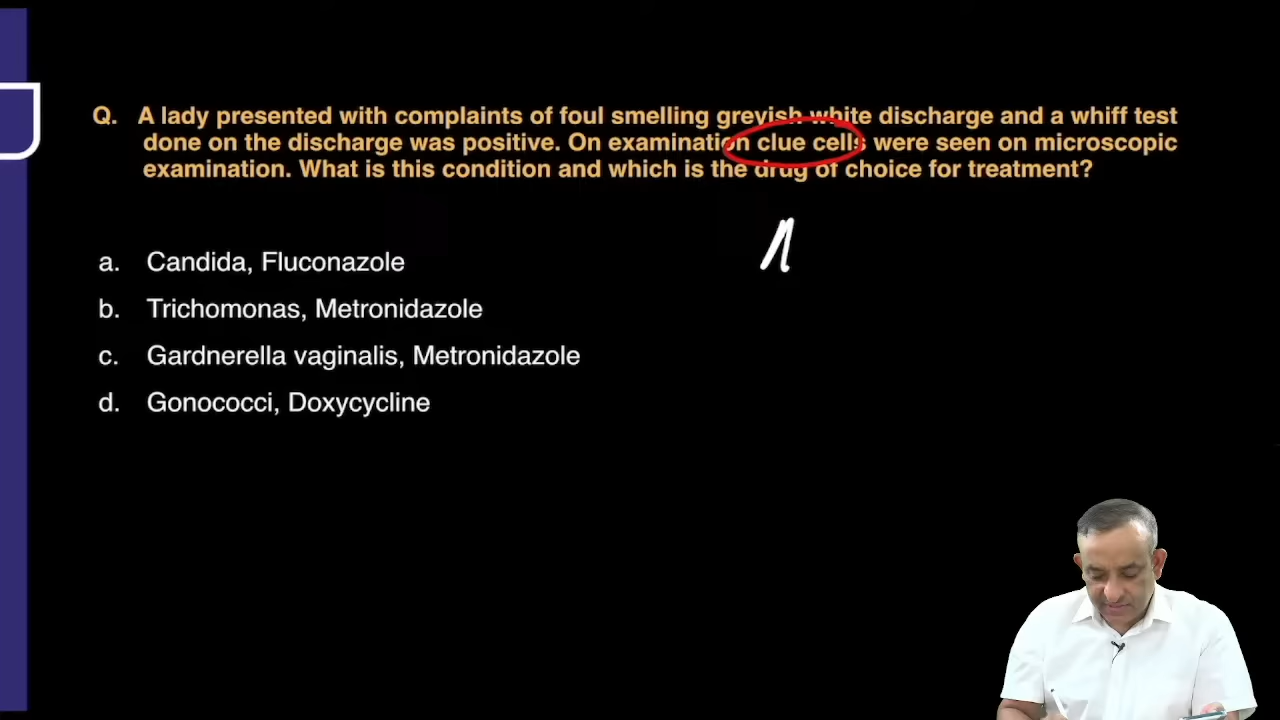 Q. A lady presented with complaints of foul smelling greyish white discharge and a whiff test
done on the discharge was positive. On examination clue cells were seen on microscopic
examination. What is this condition and which is the drug of choice for treatment?
a. Candida, Fluconazole
b. Trichomonas, Metronidazole
c. Gardnerella vaginalis, Metronidazole
d. Gonococci, Doxycycline